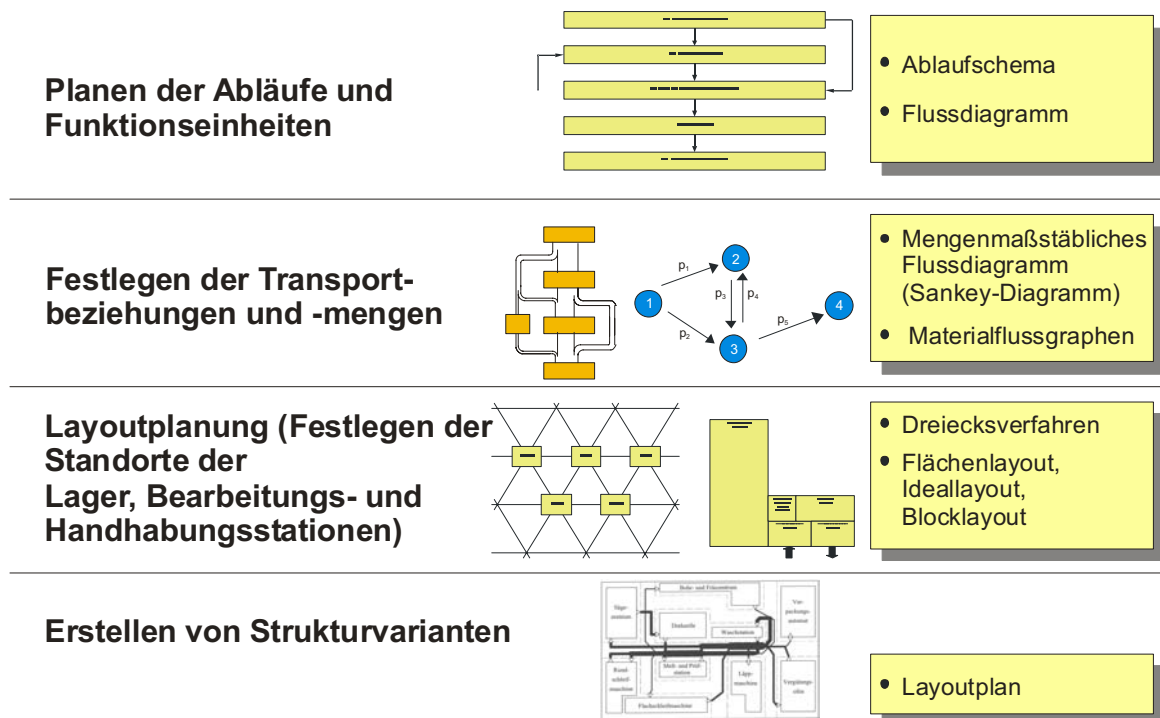 Planen der Abläufe und
Funktionseinheiten
Ablaufschema
Flussdiagramm
Festlegen der Transport-
beziehungen und -mengen
1
2
3
4
p1
p2
p3
p4
p5
Mengenmaßstäbliches
Flussdiagramm
(Sankey-Diagramm)
Materialflussgraphen
Layoutplanung (Festlegen der
Standorte der
Lager, Bearbeitungs- und
Handhabungsstationen)
Dreiecksverfahren
Flächenlayout,
Ideallayout,
Blocklayout
Erstellen von Strukturvarianten
Bohr- und Fräszentrum
Säge-
zentrum
Drehzelle
Waschstation
Ver-
packungs-
automat
Rund-
schleif-
maschine
Meß- und Prüf-
station
Läpp-
maschine
Vergütungs-
ofen
Flachschleifmaschine
Layoutplan